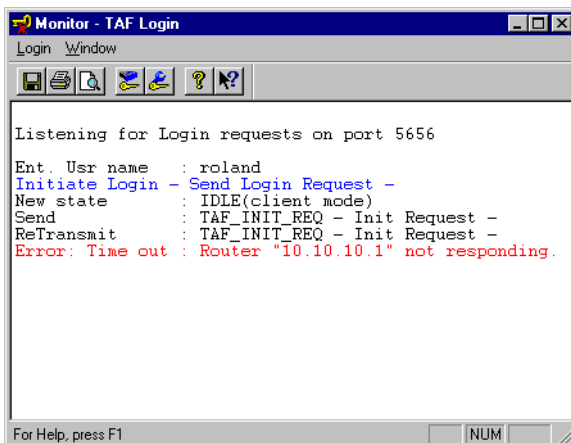 Monitor - TAF Login
Login Window
Listening for Login requests on port 5656
Ent. Usr name : roland
Initiate Login - Send Login Request -
New state : IDLE(client mode)
Send : TAF_INIT_REQ - Init Request -
ReTransmit : TAF_INIT_REQ - Init Request -
Error: Time out : Router "10.10.10.1" not responding.
For Help, press F1
NUM